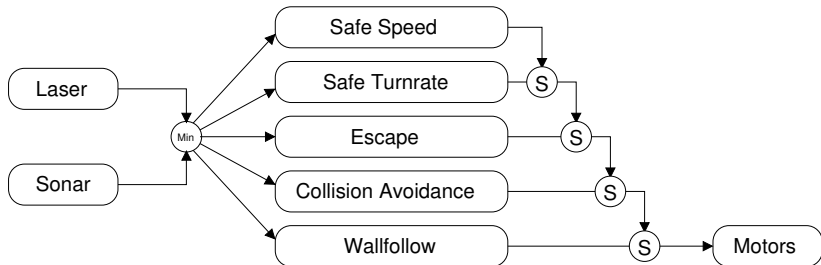 Safe Speed
Laser
Safe Turnrate
S
Min
Escape
S
Sonar
Collision Avoidance
S
Wallfollow
S
Motors